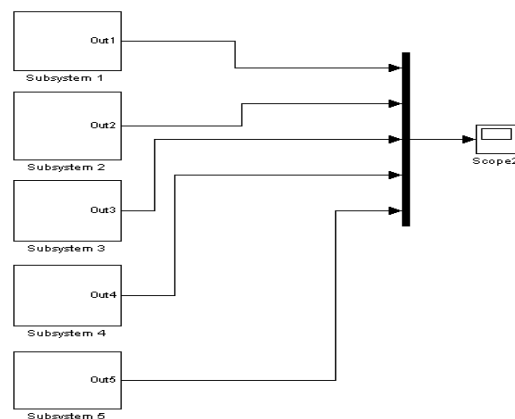 Out1
Subsystem 1
Out2
Subsystem 2
Out3
Subsystem 3
Out4
Subsystem 4
Out5
Subsystem 5
Scope2